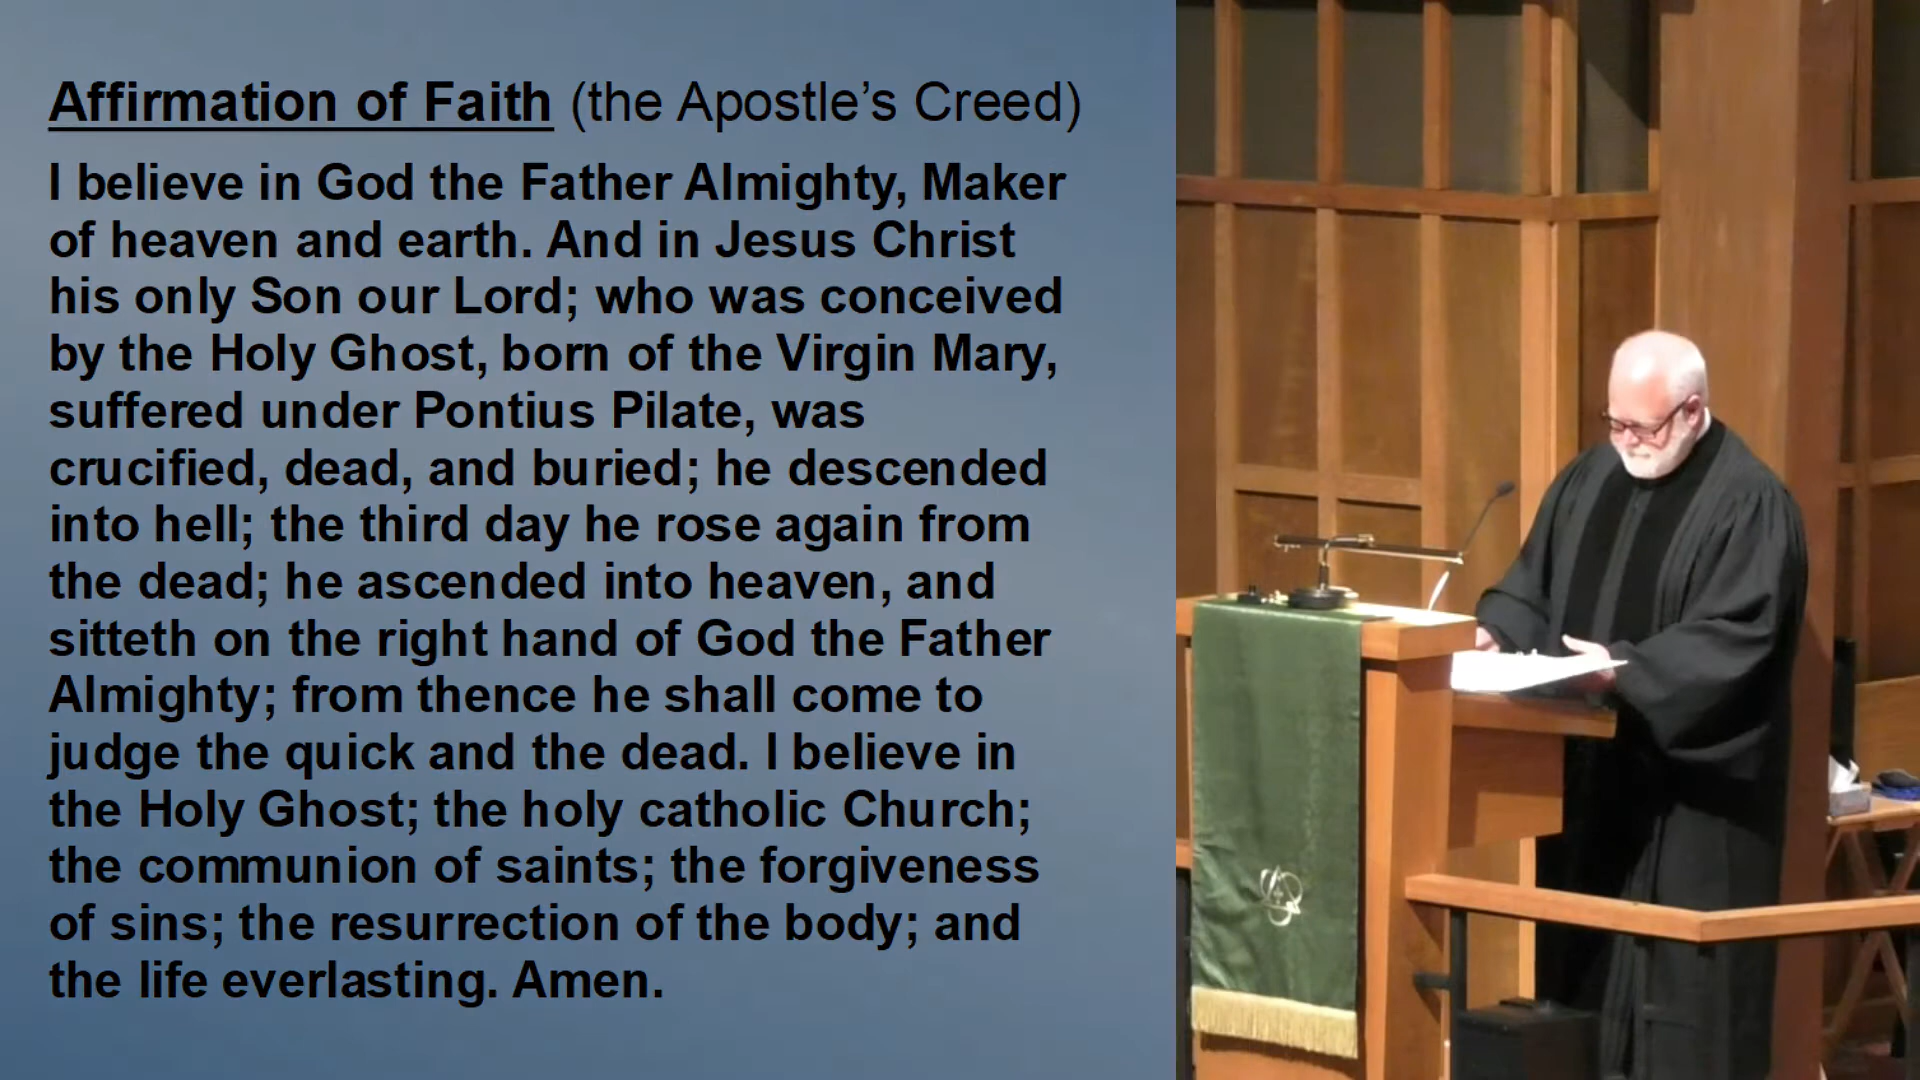 Affirmation of Faith (the Apostle’s Creed)
I believe in God the Father Almighty, Maker
of heaven and earth. And in Jesus Christ
his only Son our Lord; who was conceived
by the Holy Ghost, born of the Virgin Mary,
suffered under Pontius Pilate, was
crucified, dead, and buried; he descended
into hell; the third day he rose again from
the dead; he ascended into heaven, and
sitteth on the right hand of God the Father
Almighty; from thence he shall come to
judge the quick and the dead. I believe in
the Holy Ghost; the holy catholic Church;
the communion of saints; the forgiveness
of sins; the resurrection of the body; and
the life everlasting. Amen.